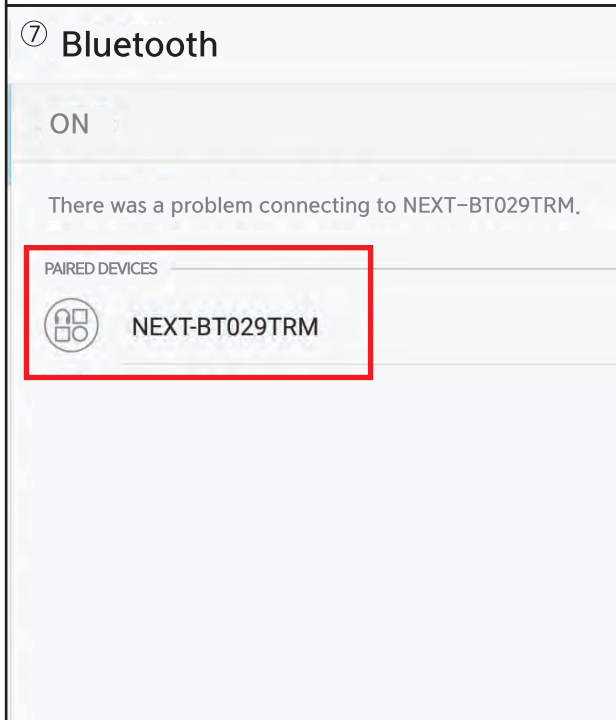 ⑦ Bluetooth
ON
There was a problem connecting to NEXT-BT029TRM.
PAIRED DEVICES
NEXT-BT029TRM